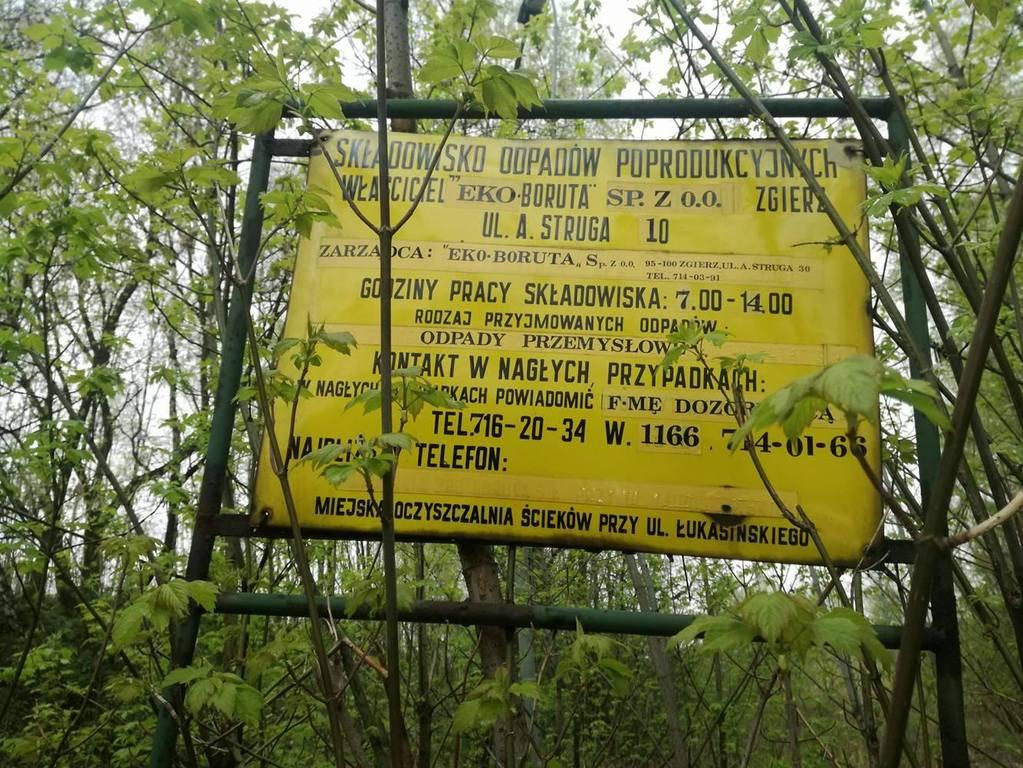 SKŁADOWISKO ODPADÓW POPRODUKCYJNYCH
WŁAŚCICIEL "EKO-BORUTA" SP. Z O.O. ZGIERZ
UL. A. STRUGA 10
ZARZĄDCA: "EKO-BORUTA„ Sp. Z O.O. 95-100 ZGIERZ, UL. A. STRUGA 30
TEL. 714-03-91
GODZINY PRACY SKŁADOWISKA: 7.00-14.00
RODZAJ PRZYJMOWANYCH ODPADÓW:
ODPADY PRZEMYSŁOW
KONTAKT W NAGŁYCH PRZYPADKACH:
W NAGŁYCH POWIADOMIĆ F-MĘ
TEL.716-20-34 W. 1166 . 714-01-66
TELEFON:
MIEJSKA OCZYSZCZALNIA ŚCIEKÓW PRZY UL. ŁUKASIŃSKIEGO